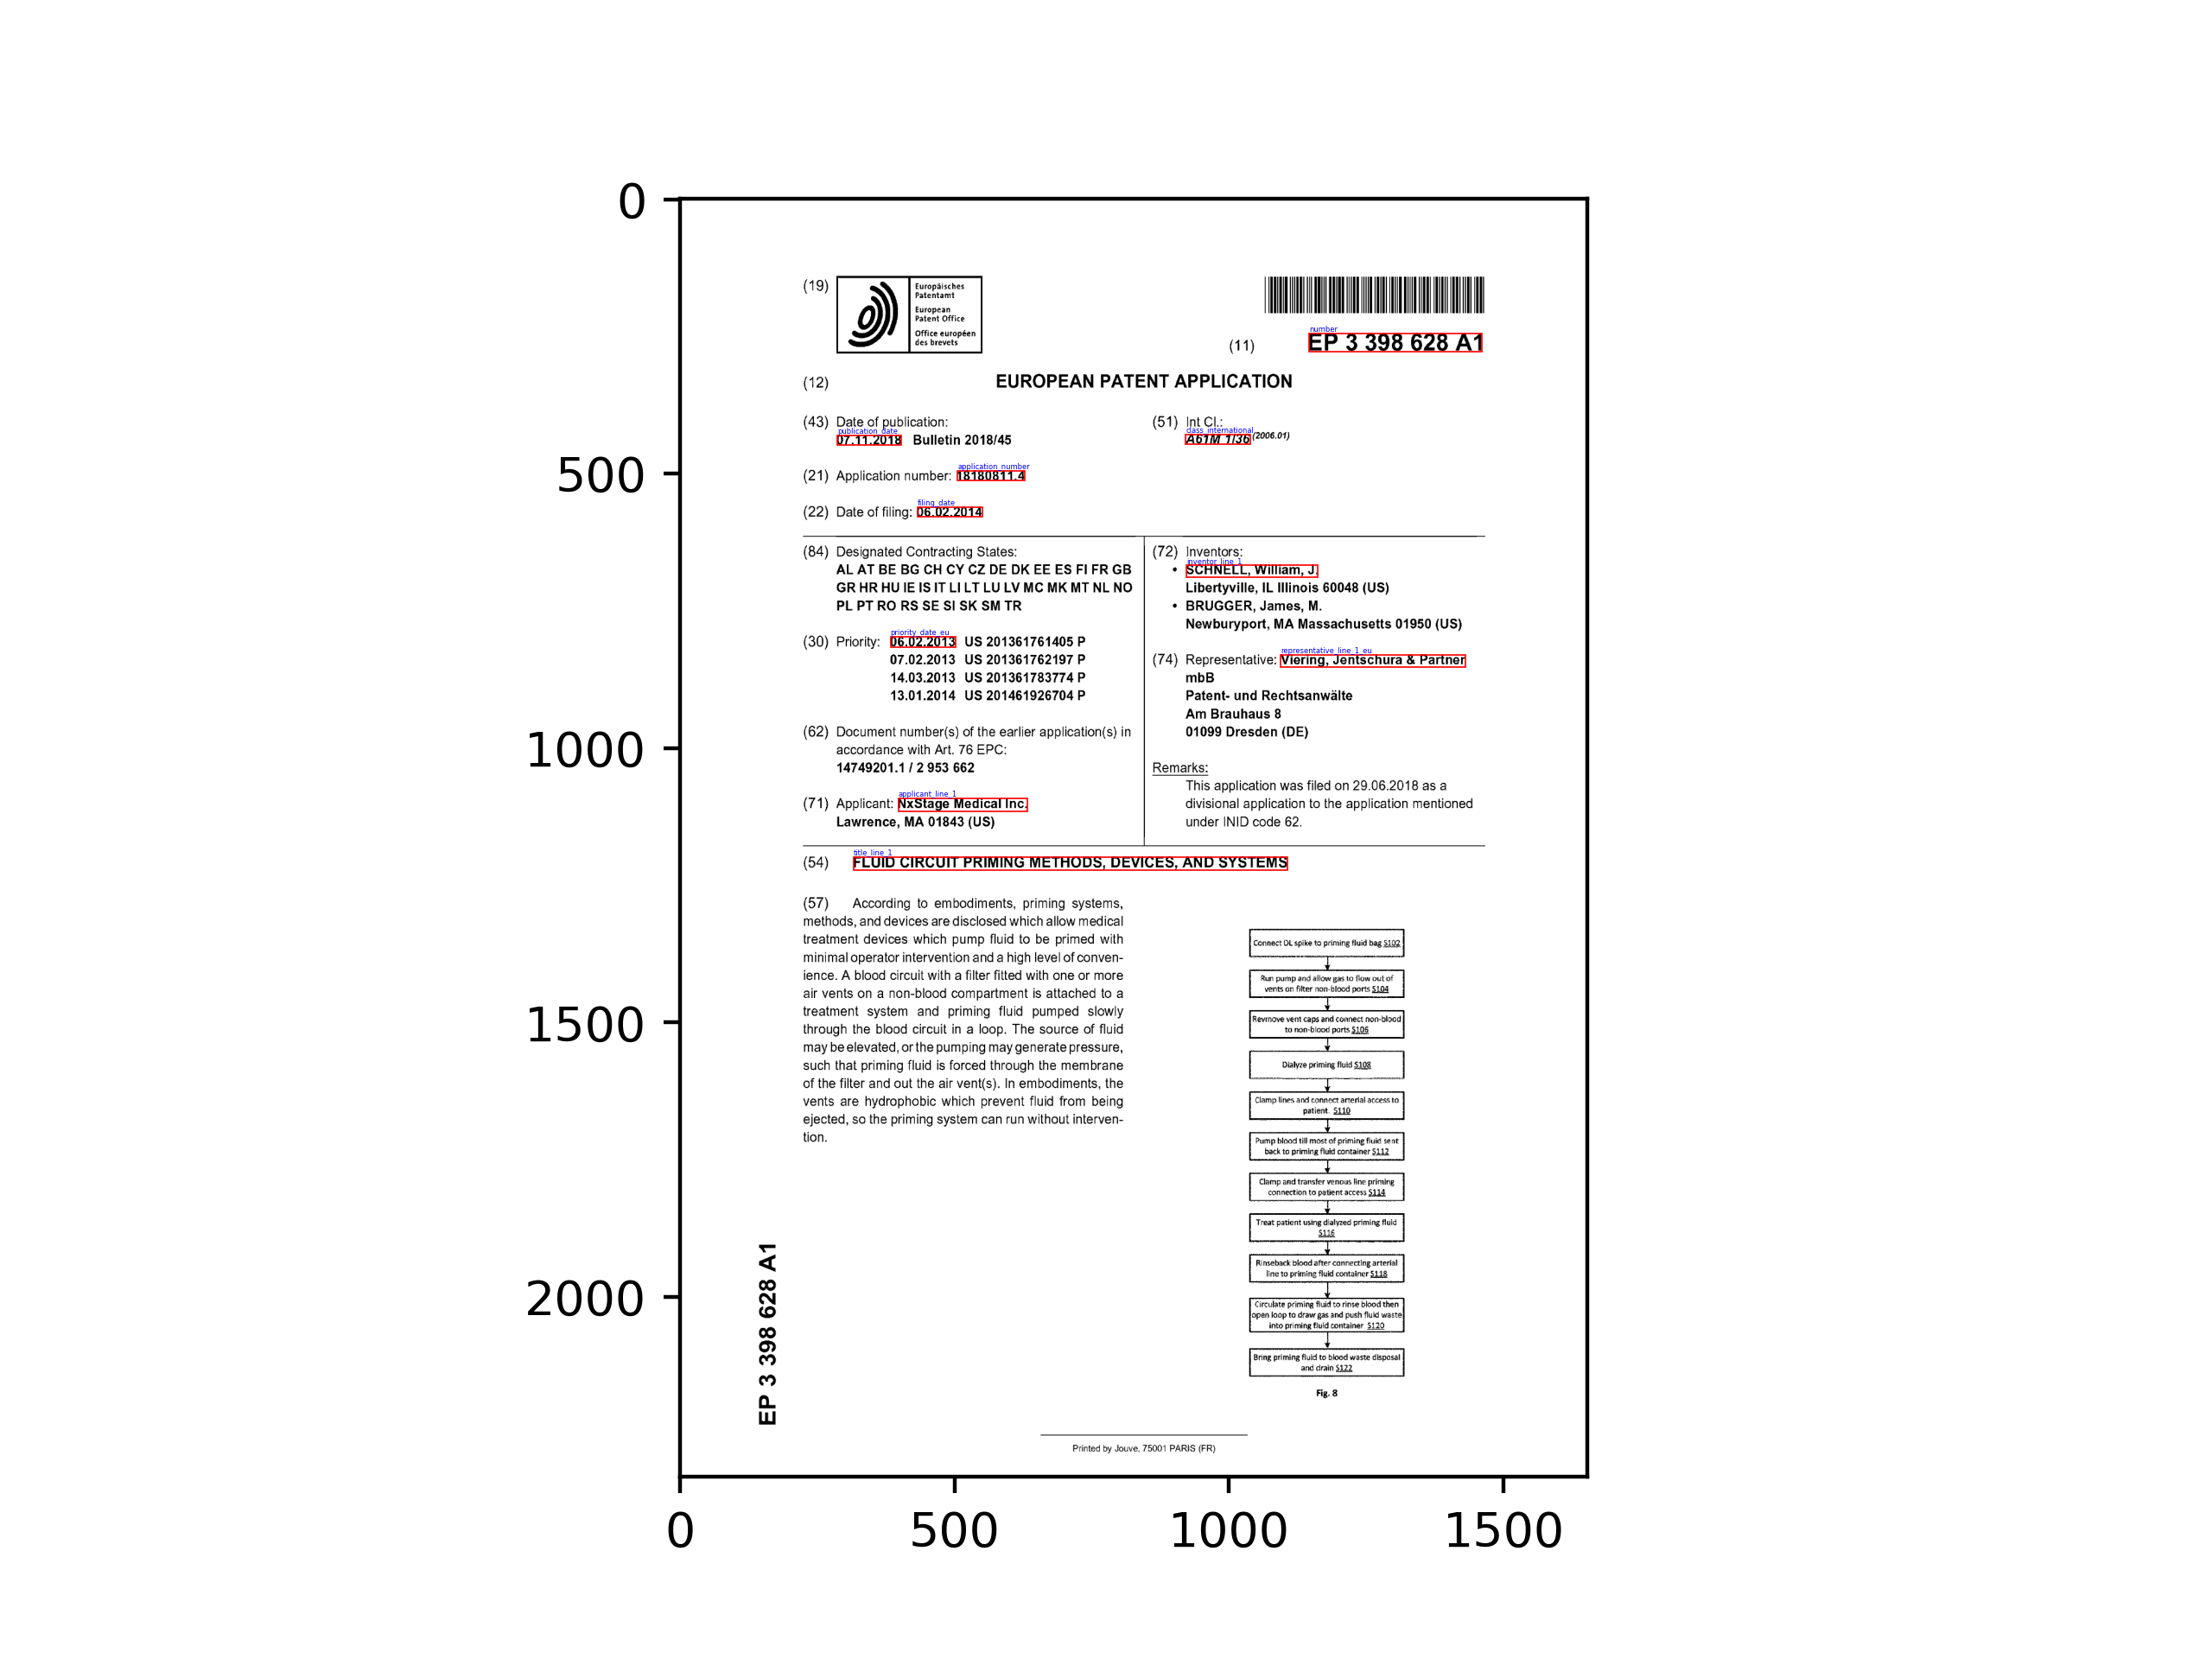 0
500
1000
1500
2000
0
500
1000
1500
(19)
Europäisches
Patentamt
European
Patent Office
Office européen
des brevets
number
(11) EP 3 398 628 A1
(12) EUROPEAN PATENT APPLICATION
(43) Date of publication:
publication_date
07.11.2018 Bulletin 2018/45
(21) Application number: 18180811.4
application_number
(22) Date of filing: 06.02.2014
filing_date
(51) Int Cl.:
class_international
A61M 1/36 (2006.01)
(84) Designated Contracting States:
AL AT BE BG CH CY CZ DE DK EE ES FI FR GB
GR HR HU IE IS IT LI LT LU LV MC MK MT NL NO
PL PT RO RS SE SI SK SM TR
priority_date_eu
(30) Priority: 06.02.2013 US 201361761405 P
07.02.2013 US 201361762197 P
14.03.2013 US 201361783774 P
13.01.2014 US 201461926704 P
(62) Document number(s) of the earlier application(s) in
accordance with Art. 76 EPC:
14749201.1 / 2 953 662
applicant_line_1
(71) Applicant: NxStage Medical Inc.
Lawrence, MA 01843 (US)
(72) Inventors:
inventor_line_1
• SCHNELL, William, J.
Libertyville, IL Illinois 60048 (US)
• BRUGGER, James, M.
Newburyport, MA Massachusetts 01950 (US)
representative_line_1_eu
(74) Representative: Viering, Jentschura & Partner
mbB
Patent- und Rechtsanwälte
Am Brauhaus 8
01099 Dresden (DE)
Remarks:
This application was filed on 29.06.2018 as a
divisional application to the application mentioned
under INID code 62.
title_line_1
(54) FLUID CIRCUIT PRIMING METHODS, DEVICES, AND SYSTEMS
(57) According to embodiments, priming systems,
methods, and devices are disclosed which allow medical
treatment devices which pump fluid to be primed with
minimal operator intervention and a high level of conven-
ience. A blood circuit with a filter fitted with one or more
air vents on a non-blood compartment is attached to a
treatment system and priming fluid pumped slowly
through the blood circuit in a loop. The source of fluid
may be elevated, or the pumping may generate pressure,
such that priming fluid is forced through the membrane
of the filter and out the air vent(s). In embodiments, the
vents are hydrophobic which prevent fluid from being
ejected, so the priming system can run without interven-
tion.
Connect DL spike to priming fluid bag S102
Run pump and allow gas to flow out of
vents on filter non-blood ports S104
Revmove vent caps and connect non-blood
to non-blood ports S106
Dialyze priming fluid S108
Clamp lines and connect arterial access to
patient. S110
Pump blood till most of priming fluid sent
back to priming fluid container S112
Clamp and transfer venous line priming
connection to patient access S114
Treat patient using dialyzed priming fluid
S116
Rinseback blood after connecting arterial
line to priming fluid container S118
Circulate priming fluid to rinse blood then
open loop to draw gas and push fluid waste
into priming fluid container S120
Bring priming fluid to blood waste disposal
and drain S122
Fig. 8
EP 3 398 628 A1
Printed by Jouve, 75001 PARIS (FR)